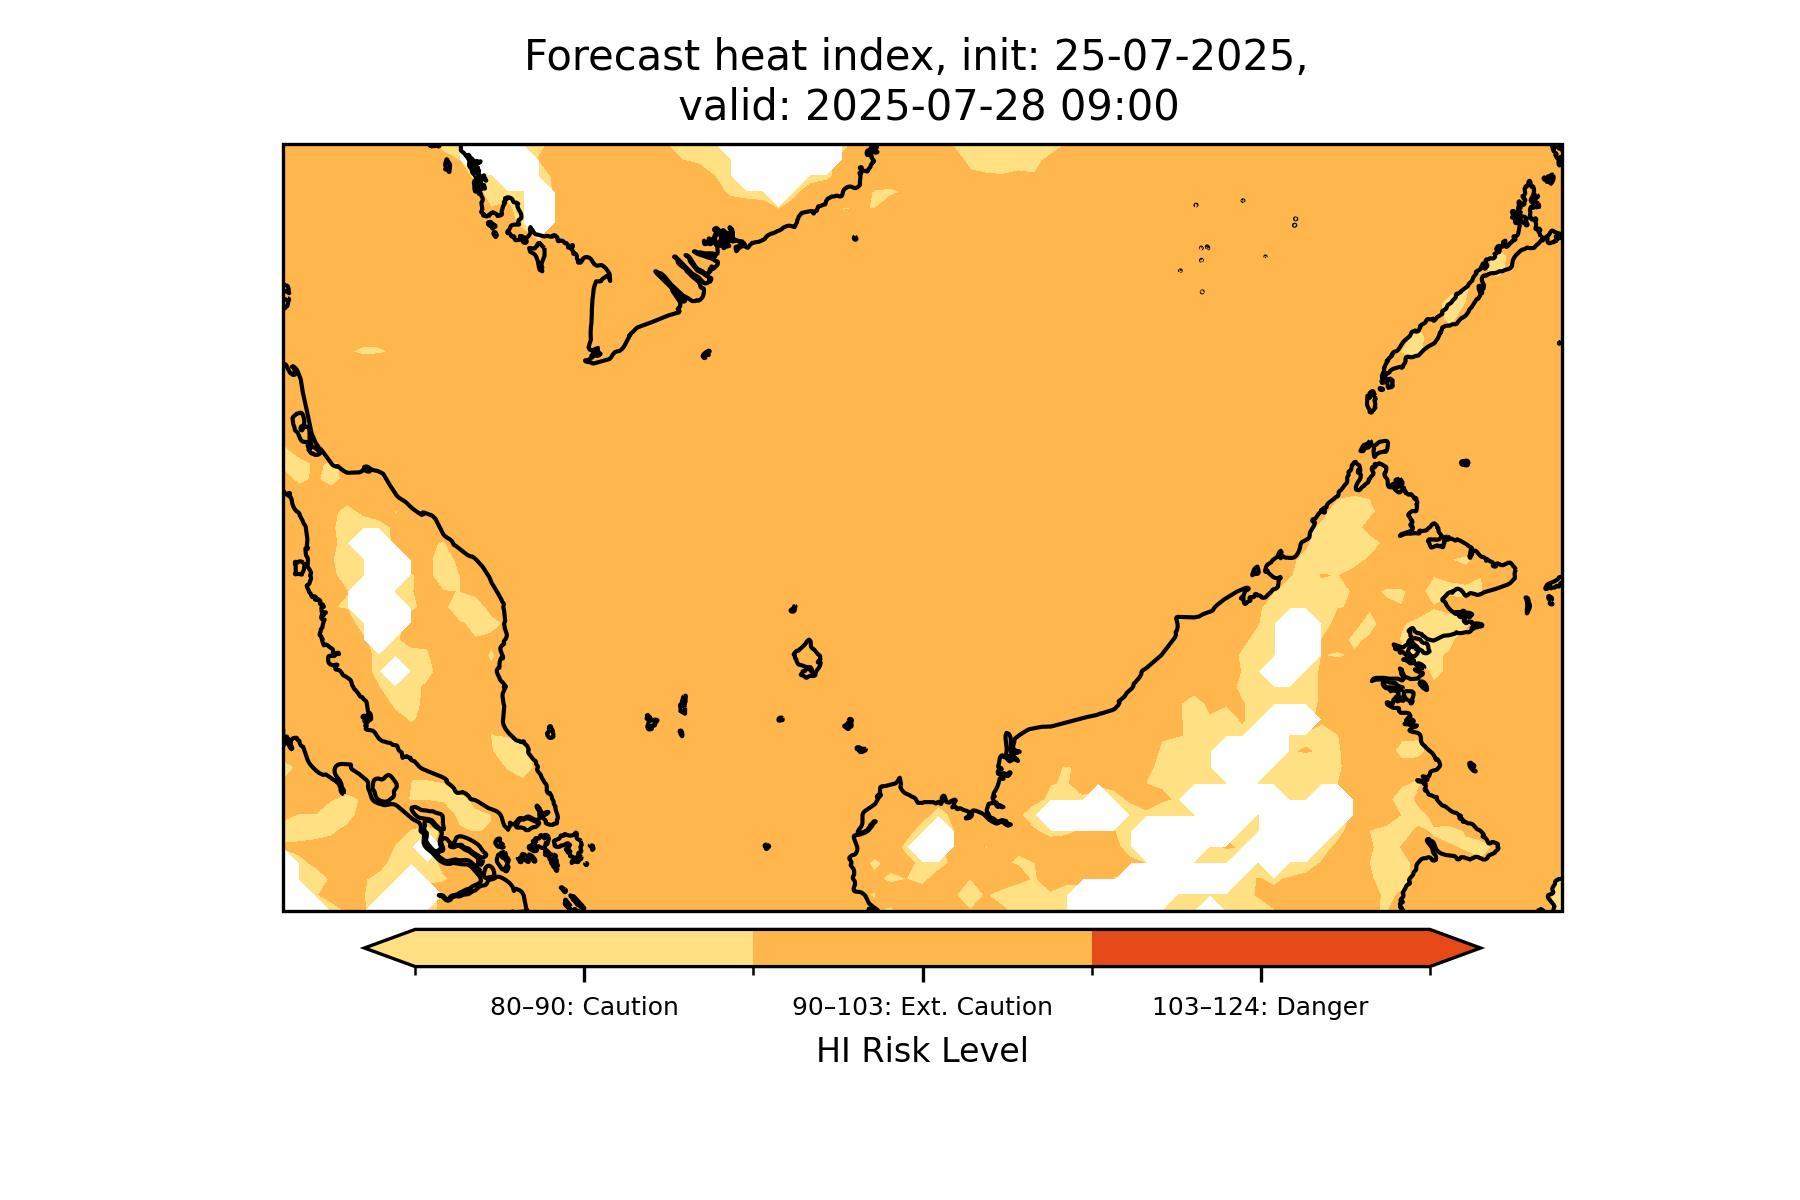 Forecast heat index, init: 25-07-2025,
valid: 2025-07-28 09:00
80–90: Caution
90–103: Ext. Caution
103–124: Danger
HI Risk Level